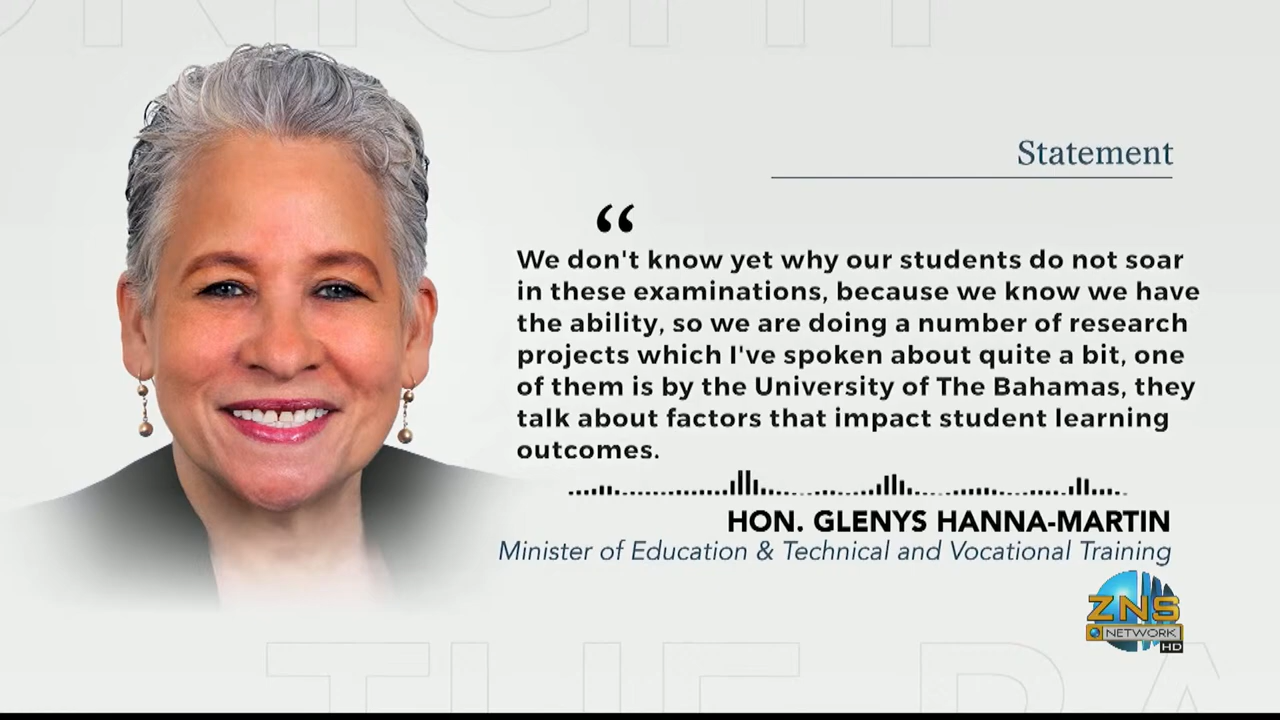 Statement
“
We don't know yet why our students do not soar
in these examinations, because we know we have
the ability, so we are doing a number of research
projects which I've spoken about quite a bit, one
of them is by the University of The Bahamas, they
talk about factors that impact student learning
outcomes.
HON. GLENYS HANNA-MARTIN
Minister of Education & Technical and Vocational Training
ZNS
NETWORK
HD